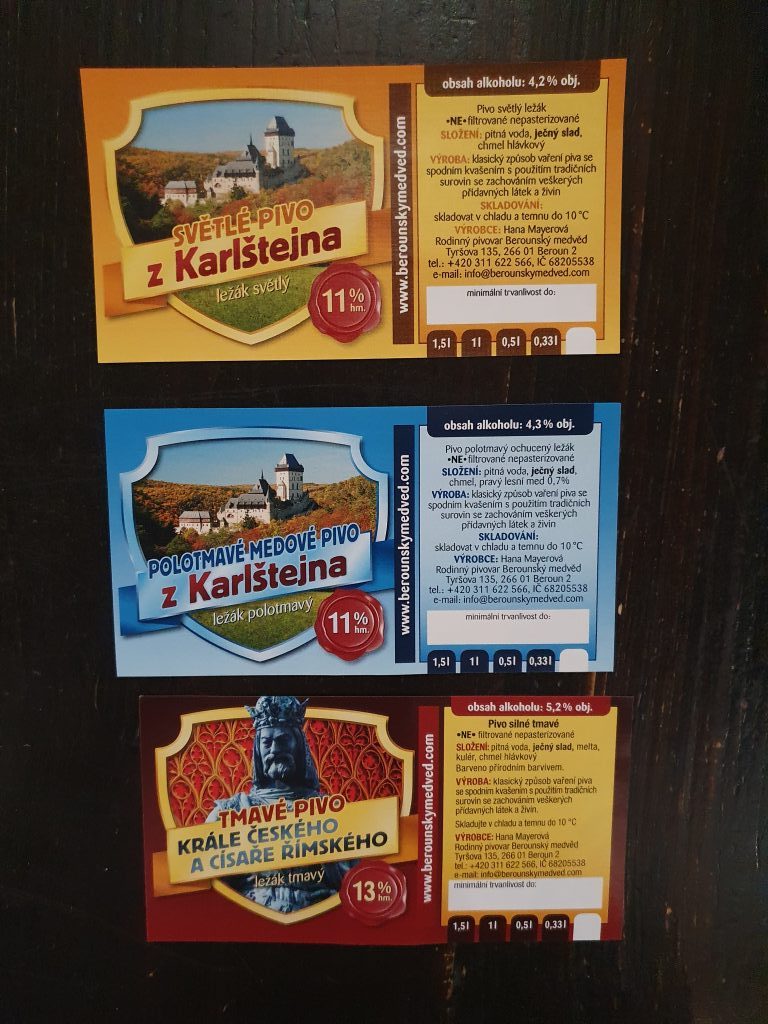 SVĚTLÉ PIVO
z Karlštejna
ležák světlý
11%
hm.
www.berounskymedved.com
obsah alkoholu: 4,2% obj.
Pivo světlý ležák
•NE•filtrované nepasterizované
SLOŽENÍ: pitná voda, ječný slad,
chmel hlávkový
VÝROBA: klasický způsob vaření piva se
spodním kvašením s použitím tradičních
surovin se zachováním veškerých
přídavných látek a živin
SKLADOVÁNÍ:
skladovat v chladu a temnu do 10 °C
VÝROBCE: Hana Mayerová
Rodinný pivovar Berounský medvěd
Tyršova 135, 266 01 Beroun 2
tel.: +420 311 622 566, IČ 68205538
e-mail: info@berounskymedved.com
minimální trvanlivost do:
1,5l 1l 0,5l 0,33l
POLOTMAVÉ MEDOVÉ PIVO
z Karlštejna
ležák polotmavý
11%
hm.
www.berounskymedved.com
obsah alkoholu: 4,3% obj.
Pivo polotmavý ochucený ležák
•NE•filtrované nepasterizované
SLOŽENÍ: pitná voda, ječný slad,
chmel, pravý lesní med 0,7%
VÝROBA: klasický způsob vaření piva se
spodním kvašením s použitím tradičních
surovin se zachováním veškerých
přídavných látek a živin
SKLADOVÁNÍ:
skladovat v chladu a temnu do 10 °C
VÝROBCE: Hana Mayerová
Rodinný pivovar Berounský medvěd
Tyršova 135, 266 01 Beroun 2
tel.: +420 311 622 566, IČ 68205538
e-mail: info@berounskymedved.com
minimální trvanlivost do:
1,5l 1l 0,5l 0,33l
TMAVÉ PIVO
KRÁLE ČESKÉHO
A CÍSAŘE ŘÍMSKÉHO
ležák tmavý
13%
hm.
www.berounskymedved.com
obsah alkoholu: 5,2% obj.
Pivo silné tmavé
•NE• filtrované nepasterizované
SLOŽENÍ: pitná voda, ječný slad, melta,
kulér, chmel hlávkový
Barveno přírodním barvivem.
VÝROBA: klasický způsob vaření piva
se spodním kvašením s použitím tradičních
surovin se zachováním veškerých
přídavných látek a živin.
Skladujte v chladu a temnu do 10 °C
VÝROBCE: Hana Mayerová
Rodinný pivovar Berounský medvěd
Tyršova 135, 266 01 Beroun 2
tel.: +420 311 622 566, IČ 68205538
e-mail: info@berounskymedved.com
minimální trvanlivost do:
1,5l 1l 0,5l 0,33l